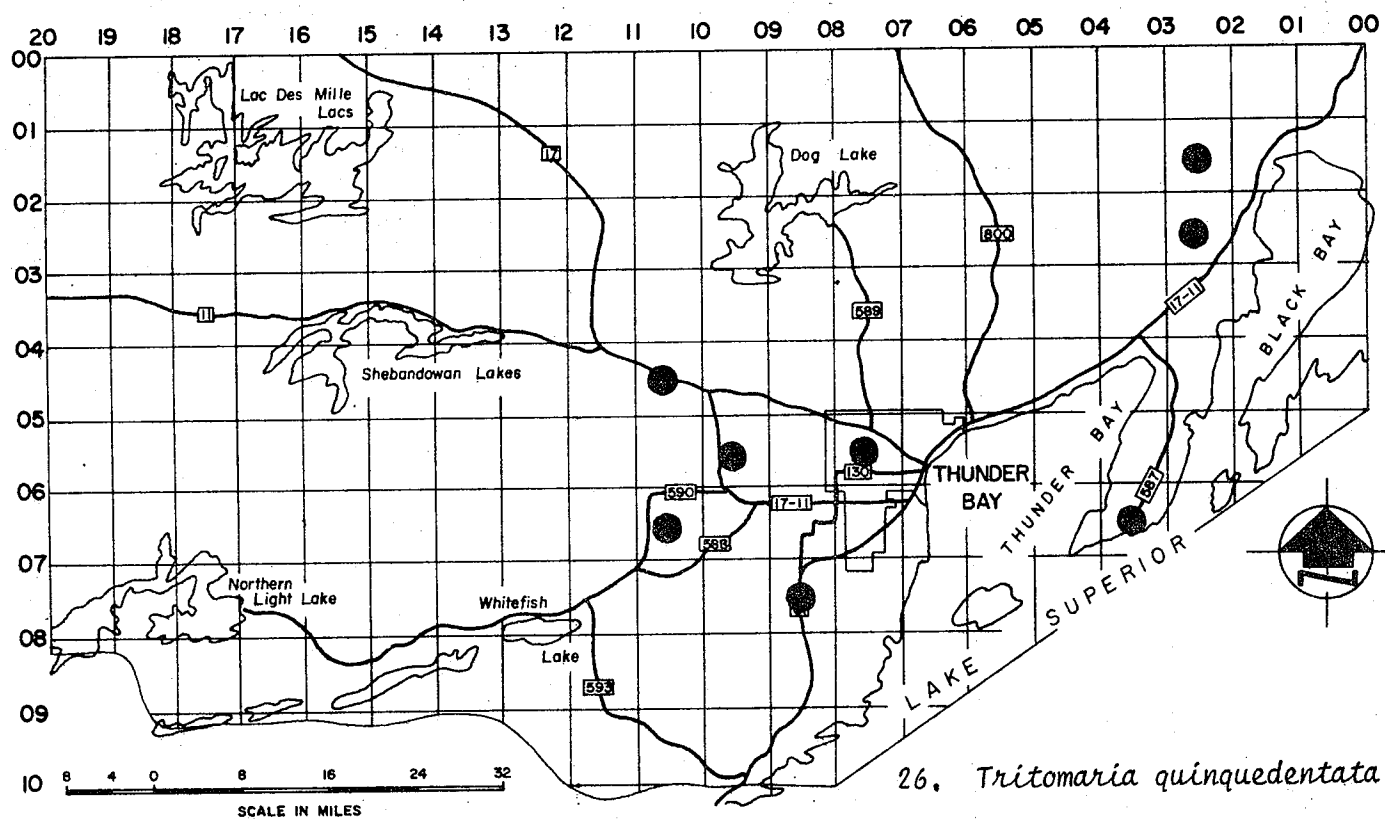 20 19 18 17 16 15 14 13 12 11 10 09 08 07 06 05 04 03 02 01 00
00
01
02
03
04
05
06
07
08
09
10
Lac Des Mille
Lacs
17
Dog Lake
800
589
17-11
BLACK BAY
11
Shebandowan Lakes
THUNDER BAY
130
THUNDER
BAY
590
17-11
588
587
Northern
Light Lake
Whitefish
Lake
593
LAKE SUPERIOR
N
8 4 0 8 16 24 32
SCALE IN MILES
26. Tritomaria quinquedentata